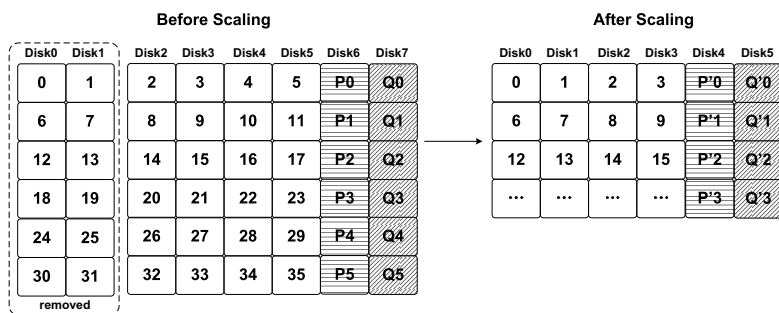 Before Scaling After Scaling
Disk0 Disk1 Disk2 Disk3 Disk4 Disk5 Disk6 Disk7 Disk0 Disk1 Disk2 Disk3 Disk4 Disk5
0 1 2 3 4 5 P0 Q0 0 1 2 3 P'0 Q'0
6 7 8 9 10 11 P1 Q1 6 7 8 9 P'1 Q'1
12 13 14 15 16 17 P2 Q2 12 13 14 15 P'2 Q'2
18 19 20 21 22 23 P3 Q3 ... ... ... ... P'3 Q'3
24 25 26 27 28 29 P4 Q4
30 31 32 33 34 35 P5 Q5
removed